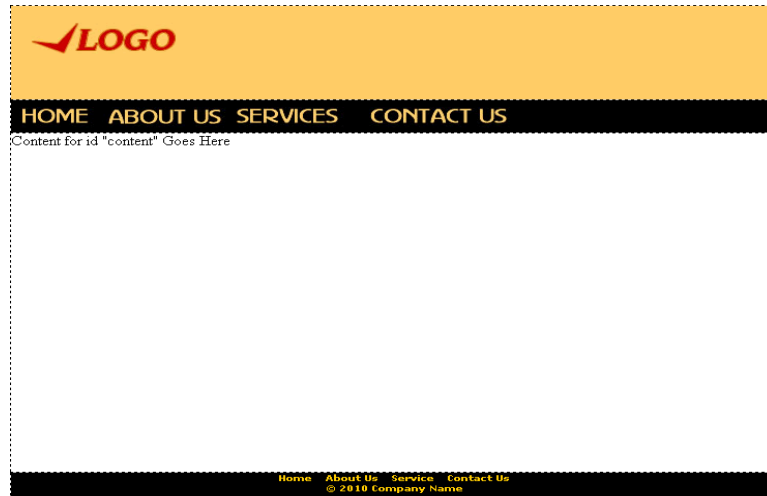 LOGO
HOME ABOUT US SERVICES CONTACT US
Content for id "content" Goes Here
Home About Us Service Contact Us
© 2010 Company Name